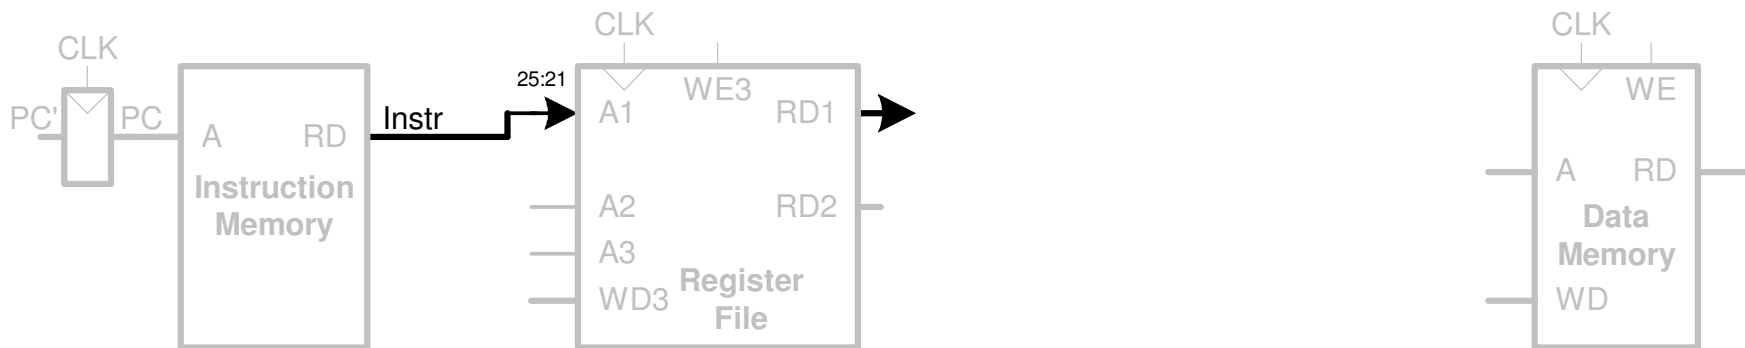 CLK
PC'
PC
A
RD
Instruction
Memory
Instr
25:21
CLK
WE3
A1
RD1
A2
RD2
A3
WD3
Register
File
CLK
WE
A
RD
Data
Memory
WD